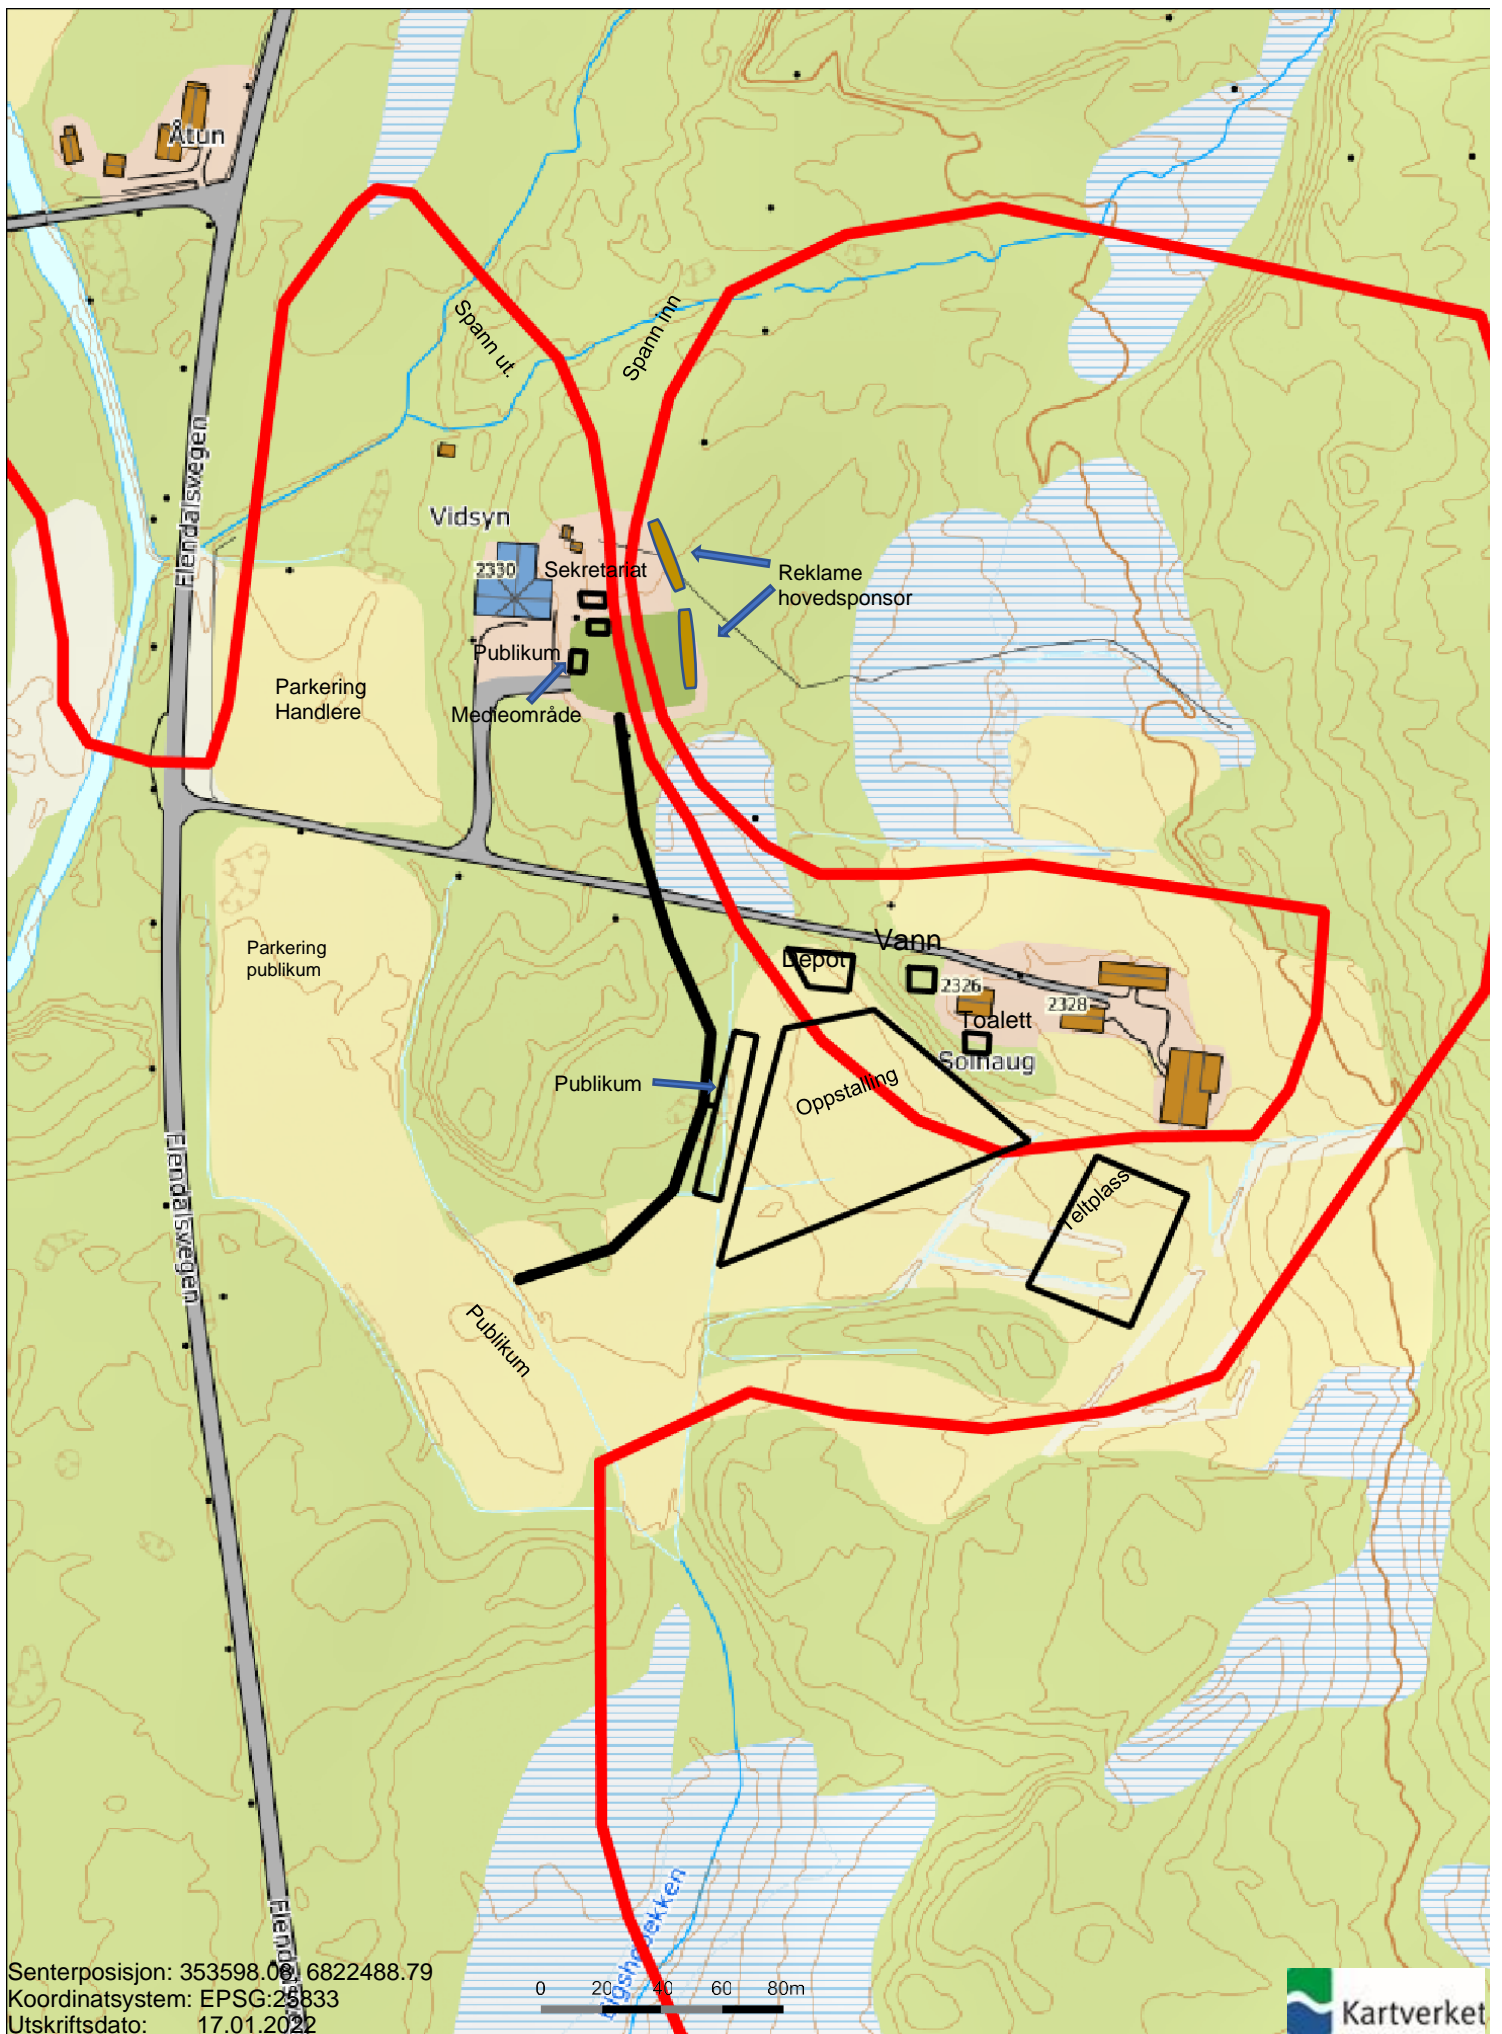 Åtun
Spann ut.
Spann inn
Flendalsvegen
Vidsyn
2330
Sekretariat
Reklame
hovedsponsor
Publikum
Parkering
Handlere
Medieområde
Parkering
publikum
Vann
Depot
2326
2328
Toalett
Solhaug
Publikum
Oppstalling
Flendalsvegen
Teltplass
Publikum
Senterposisjon: 353598.08, 6822488.79
Koordinatsystem: EPSG:25833
Utskriftsdato: 17.01.2022
0 20 40 60 80m
Kartverket